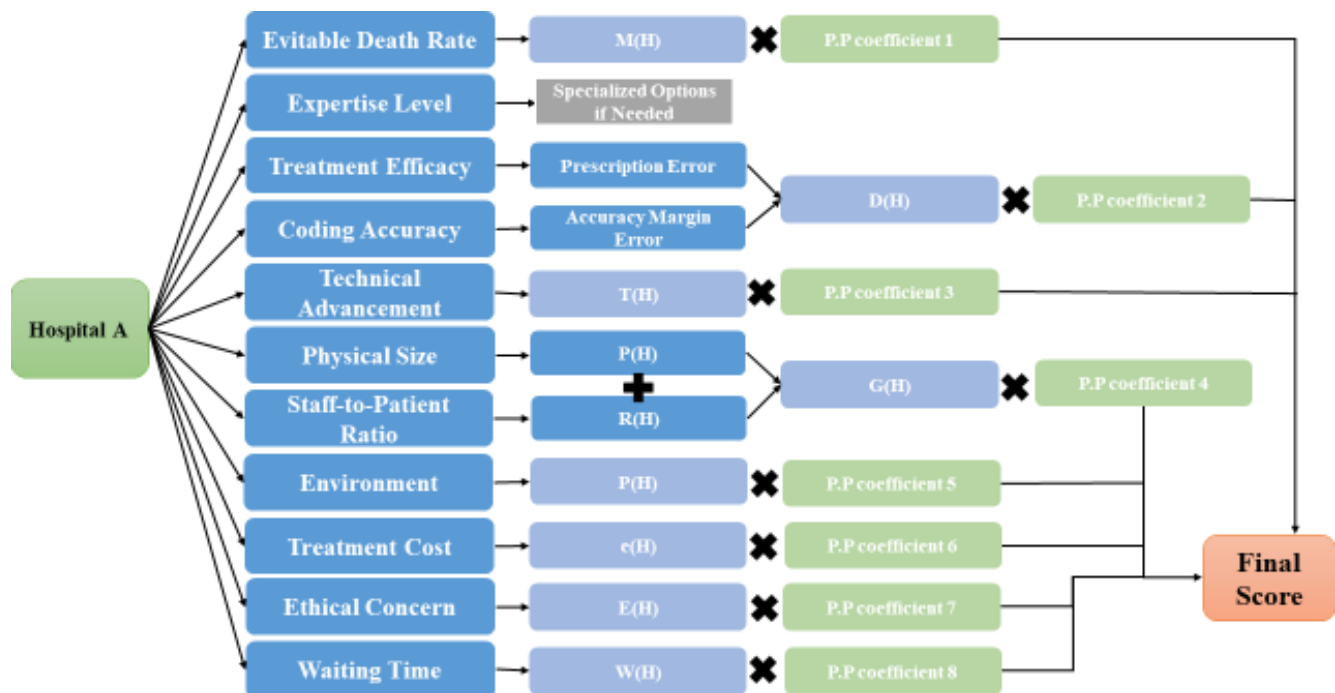 Evitable Death Rate
M(H)
P.P coefficient 1
Expertise Level
Specialized Options
if Needed
Treatment Efficacy
Prescription Error
D(H)
P.P coefficient 2
Coding Accuracy
Accuracy Margin
Error
Technical
Advancement
T(H)
P.P coefficient 3
Hospital A
Physical Size
P(H)
G(H)
P.P coefficient 4
Staff-to-Patient
Ratio
R(H)
Environment
P(H)
P.P coefficient 5
Treatment Cost
c(H)
P.P coefficient 6
Final
Score
Ethical Concern
E(H)
P.P coefficient 7
Waiting Time
W(H)
P.P coefficient 8